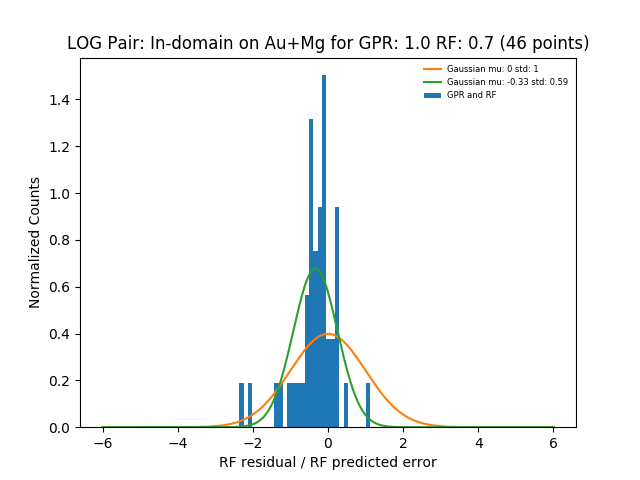 LOG Pair: In-domain on Au+Mg for GPR: 1.0 RF: 0.7 (46 points)
Gaussian mu: 0 std: 1
Gaussian mu: -0.33 std: 0.59
GPR and RF
Normalized Counts
1.4
1.2
1.0
0.8
0.6
0.4
0.2
0.0
−6 −4 −2 0 2 4 6
RF residual / RF predicted error